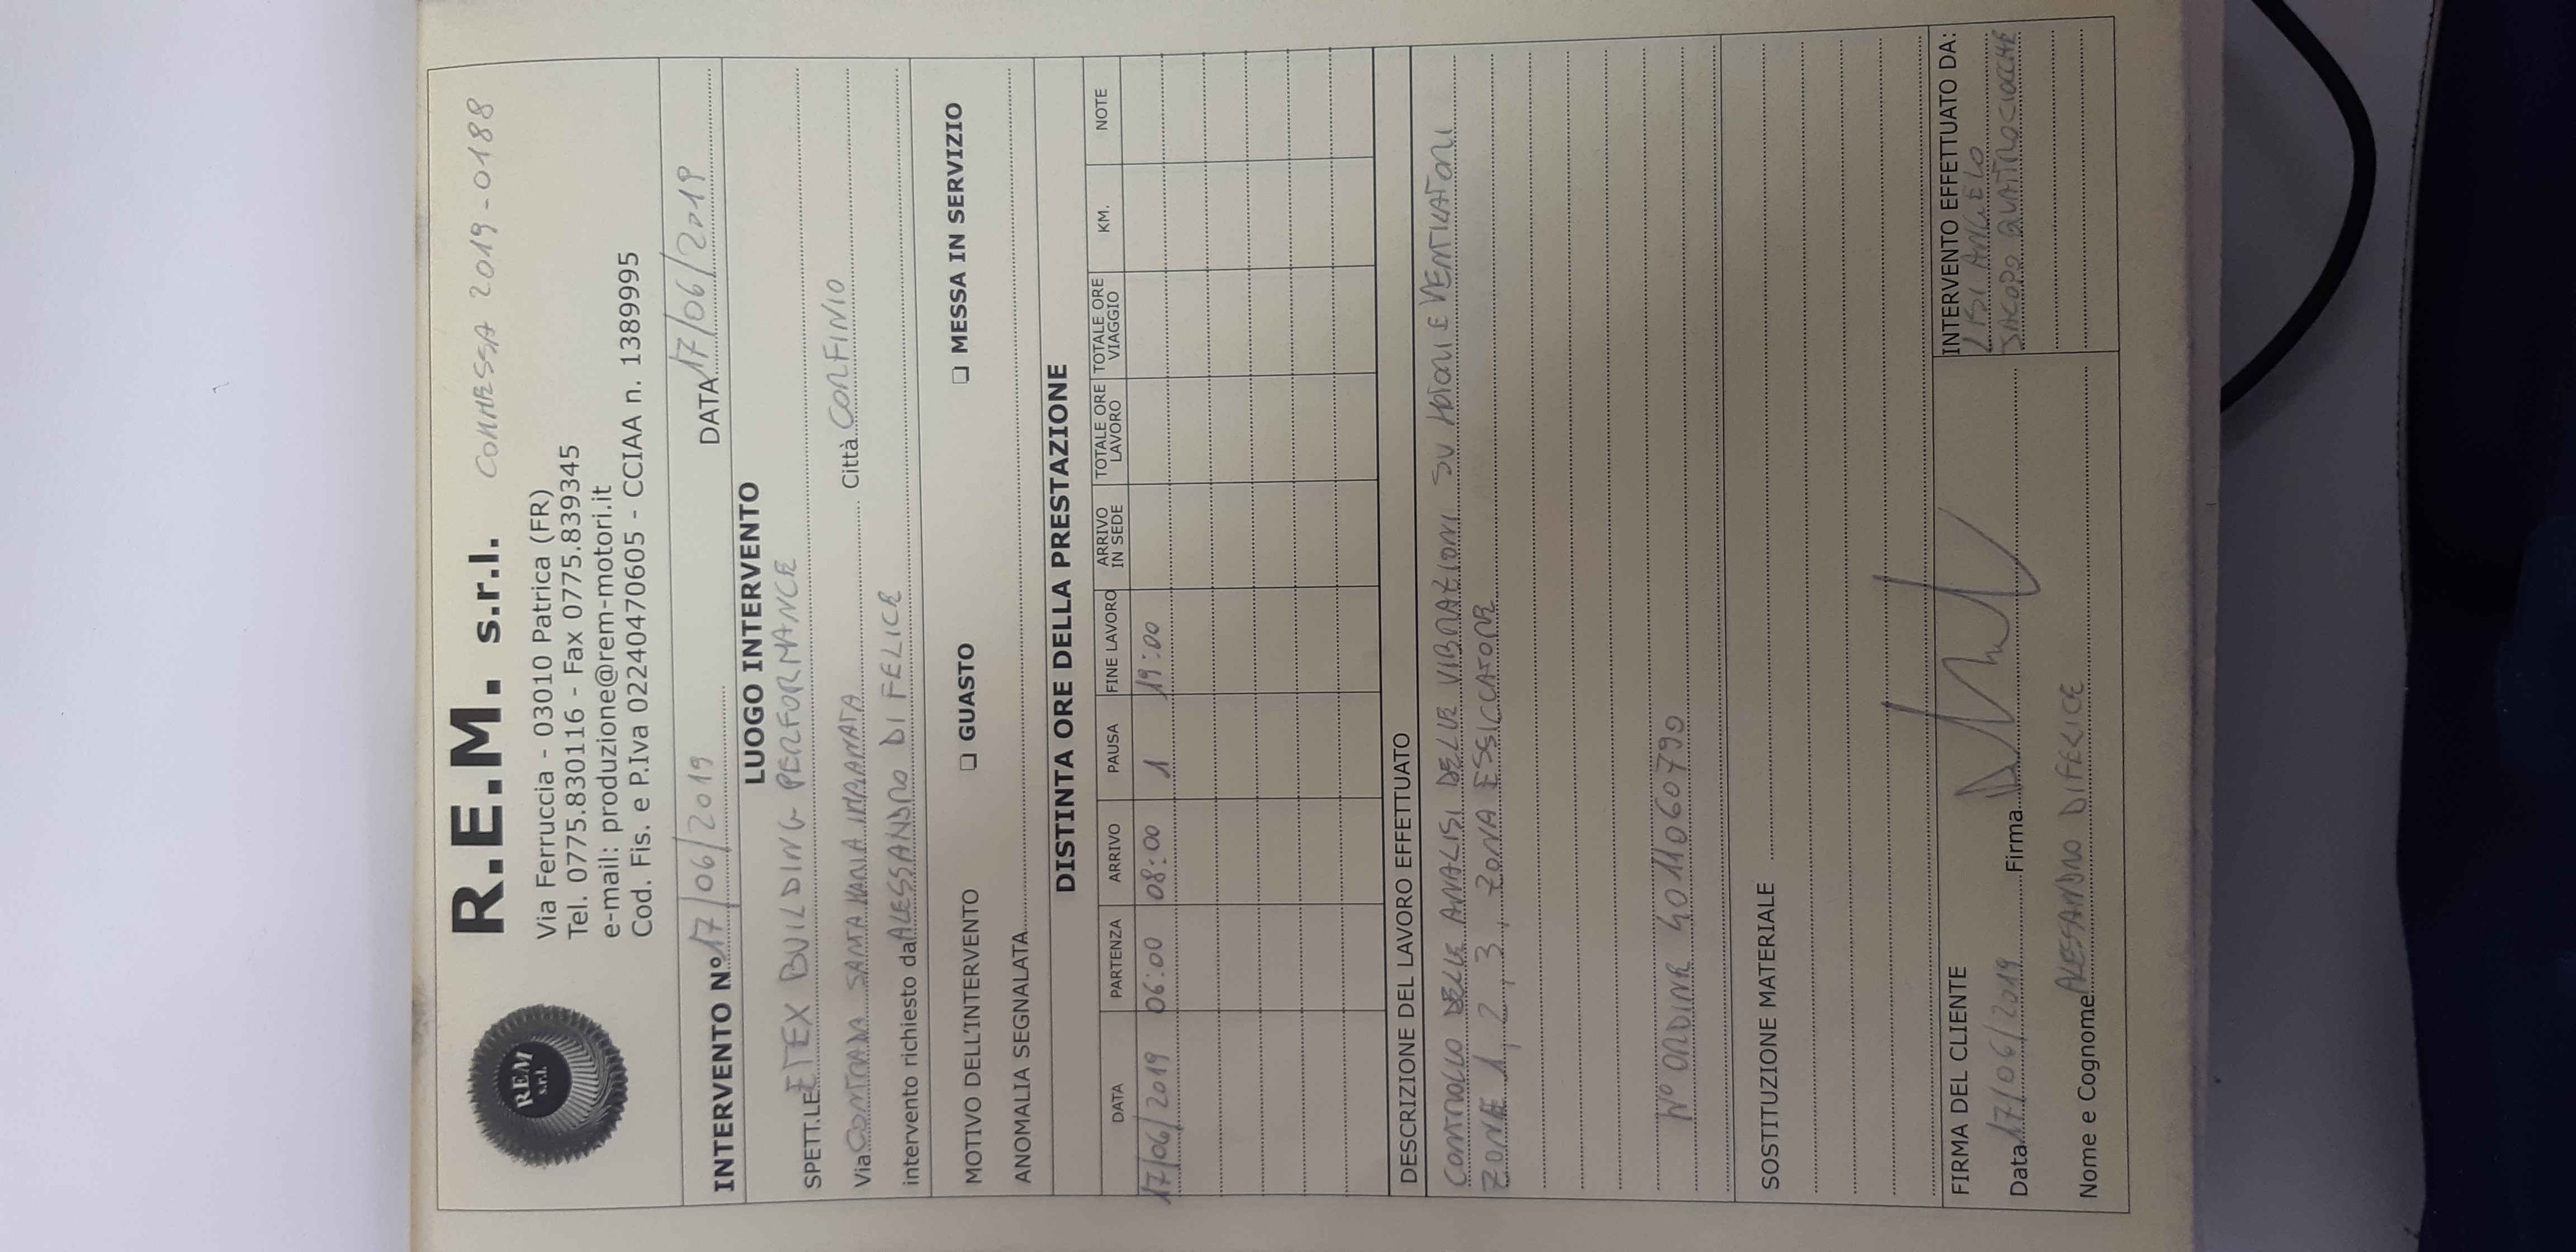 REM
s.r.l.
R.E.M. s.r.l. COMMESSA 2019-0188
Via Ferruccia - 03010 Patrica (FR)
Tel. 0775.830116 - Fax 0775.839345
e-mail: produzione@rem-motori.it
Cod. Fis. e P.Iva 02240470605 - CCIAA n. 1389995
INTERVENTO N° 17/06/2019 DATA 17/06/2019
LUOGO INTERVENTO
SPETT.LE ETEX BUILDING PERFORMANCE
Via CONTRADA SANTA MARIA IMBARATA Città CORFINIO
intervento richiesto da ALESSANDRO DI FELICE
MOTIVO DELL'INTERVENTO ❏ GUASTO ❏ MESSA IN SERVIZIO
ANOMALIA SEGNALATA
DISTINTA ORE DELLA PRESTAZIONE
DATA PARTENZA ARRIVO PAUSA FINE LAVORO ARRIVO IN SEDE TOTALE ORE LAVORO TOTALE ORE VIAGGIO KM. NOTE
17/06/2019 06:00 08:00 1 19:00
DESCRIZIONE DEL LAVORO EFFETTUATO
CONTROLLO DELLE ANALISI DELLE VIBRAZIONI SU MOTORI E VENTILATORI
ZONA 1, 2, 3, ZONA ESSICCATORE
N° ORDINE 4011060799
SOSTITUZIONE MATERIALE
FIRMA DEL CLIENTE
Data 17/06/2019 Firma
Nome e Cognome ALESSANDRO DI FELICE
INTERVENTO EFFETTUATO DA:
LISI ANGELO
JACOPO QUATTROCIOCCHE